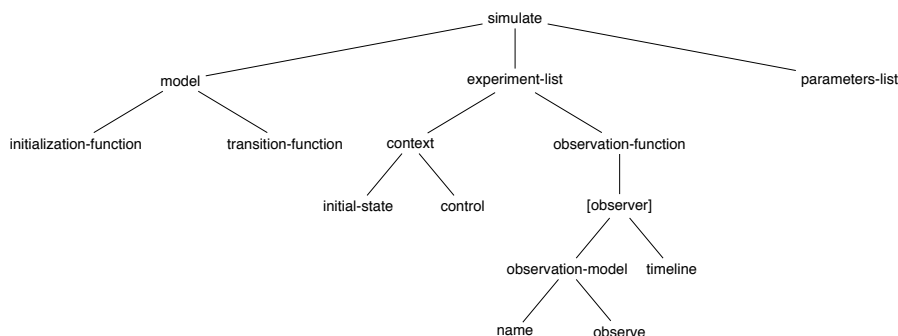 simulate
model
experiment-list
parameters-list
initialization-function
transition-function
context
observation-function
initial-state
control
[observer]
observation-model
timeline
name
observe